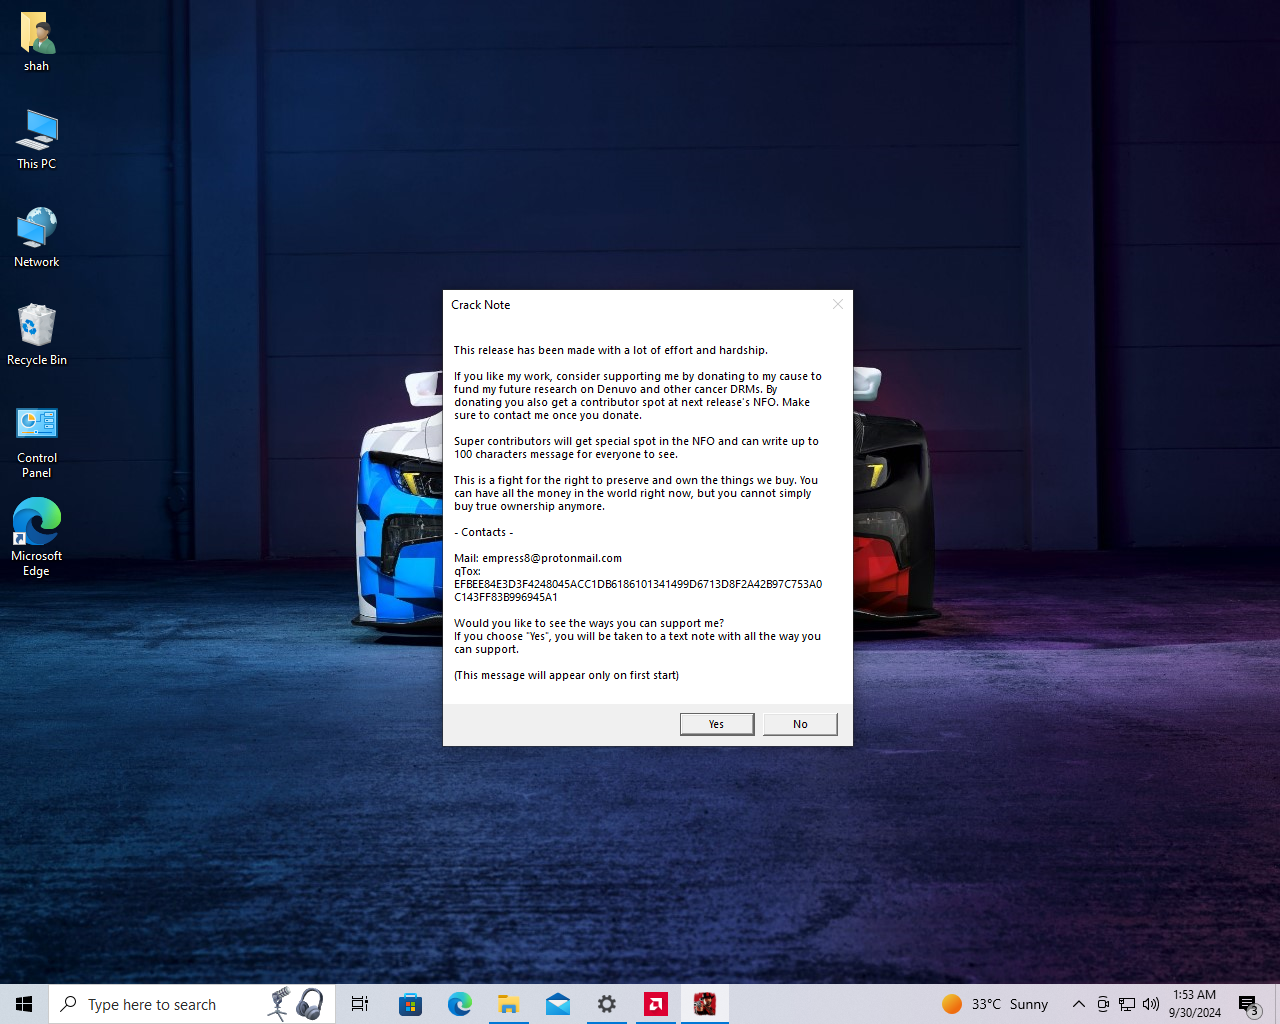 shah
This PC
Network
Recycle Bin
Control
Panel
Microsoft
Edge
Crack Note
This release has been made with a lot of effort and hardship.
If you like my work, consider supporting me by donating to my cause to
fund my future research on Denuvo and other cancer DRMs. By
donating you also get a contributor spot at next release's NFO. Make
sure to contact me once you donate.
Super contributors will get special spot in the NFO and can write up to
100 characters message for everyone to see.
This is a fight for the right to preserve and own the things we buy. You
can have all the money in the world right now, but you cannot simply
buy true ownership anymore.
- Contacts -
Mail: empress8@protonmail.com
qTox:
EFBEE84E3D3F4248045ACC1DB6186101341499D6713D8F2A42B97C753A0
C143FF83B996945A1
Would you like to see the ways you can support me?
If you choose "Yes", you will be taken to a text note with all the way you
can support.
(This message will appear only on first start)
Yes
No
Type here to search
33°C Sunny
1:53 AM
9/30/2024
3